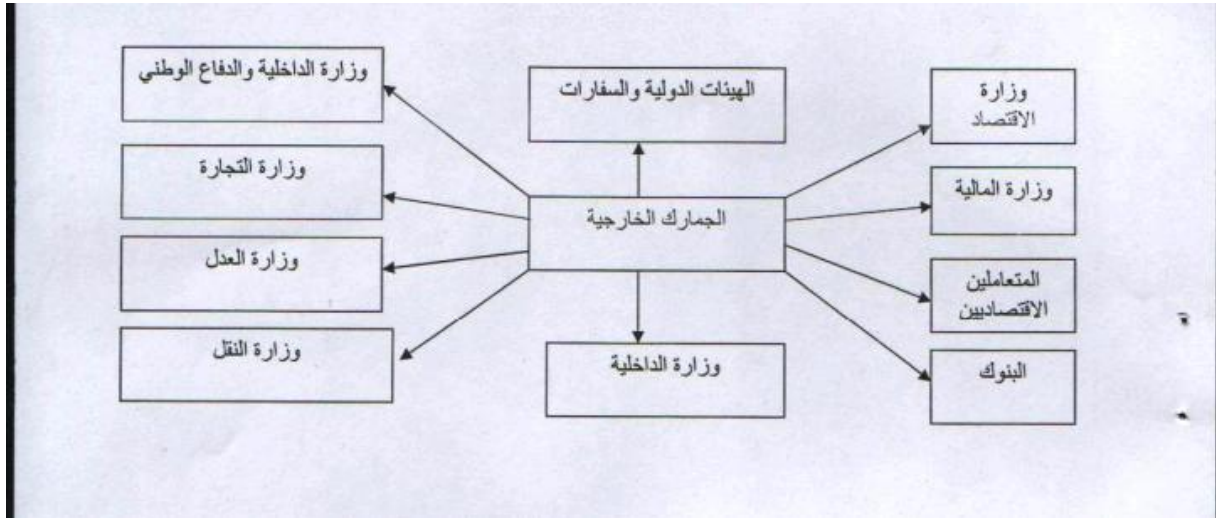 وزارة الداخلية والدفاع الوطني
الهيئات الدولية والسفارات
وزارة
الاقتصاد
وزارة التجارة
الجمارك الخارجية
وزارة المالية
وزارة العدل
المتعاملين
الاقتصاديين
وزارة النقل
وزارة الداخلية
البنوك